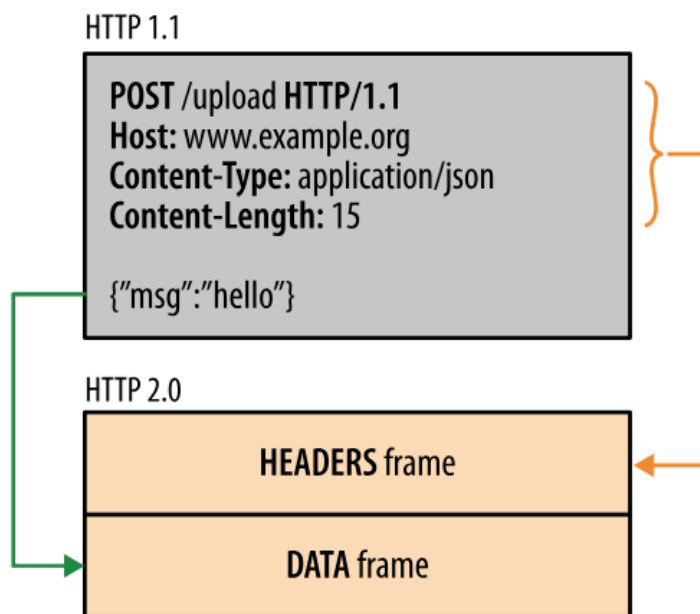 HTTP 1.1
POST /upload HTTP/1.1
Host: www.example.org
Content-Type: application/json
Content-Length: 15
{”msg”:”hello”}
HTTP 2.0
HEADERS frame
DATA frame